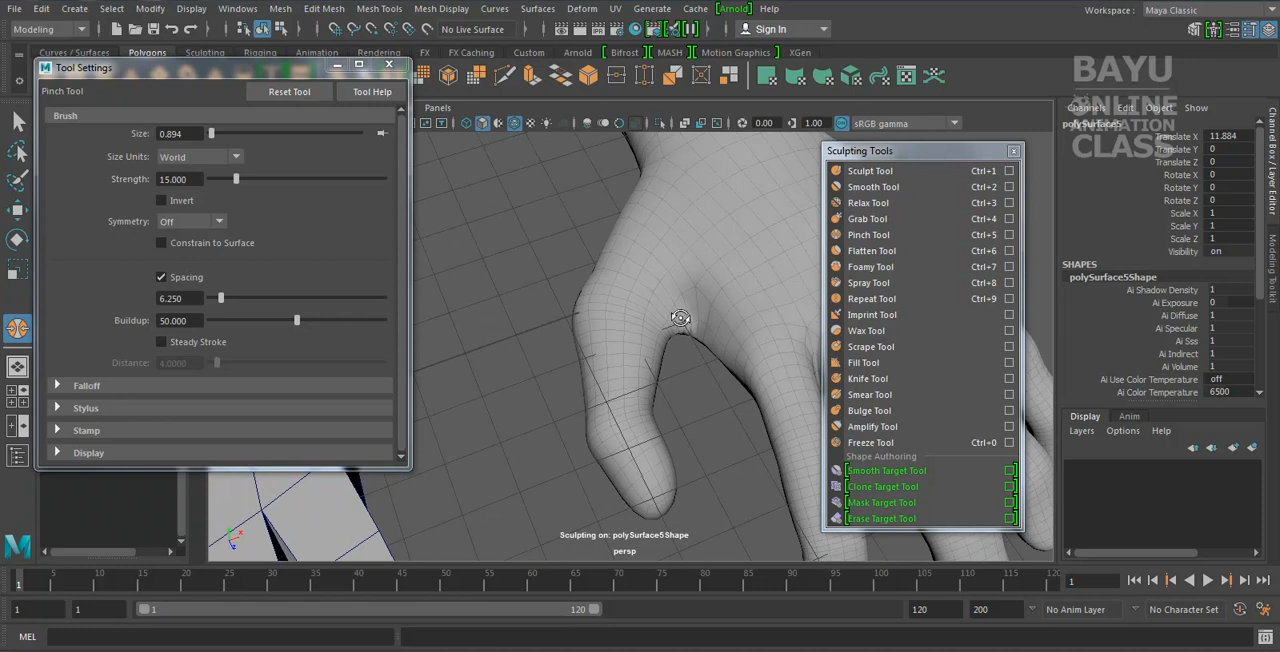 File Edit Create Select Modify Display Windows Mesh Edit Mesh Mesh Tools Mesh Display Curves Surfaces Deform UV Generate Cache Arnold Help Workspace : Maya Classic
Modeling No Live Surface Sign In
Curves / Surfaces Polygons Sculpting Rigging Animation Rendering FX FX Caching Custom Arnold Bifrost MASH Motion Graphics XGen
BAYU
ONLINE
ANIMATION
CLASS
Tool Settings
Pinch Tool Reset Tool Tool Help
Brush
Size: 0.894
Size Units: World
Strength: 15.000
Invert
Symmetry: Off
Constrain to Surface
Spacing
6.250
Buildup: 50.000
Steady Stroke
Distance: 4.0000
Falloff
Stylus
Stamp
Display
Panels
0.00 1.00 sRGB gamma
Sculpting Tools
Sculpt Tool Ctrl+1
Smooth Tool Ctrl+2
Relax Tool Ctrl+3
Grab Tool Ctrl+4
Pinch Tool Ctrl+5
Flatten Tool Ctrl+6
Foamy Tool Ctrl+7
Spray Tool Ctrl+8
Repeat Tool Ctrl+9
Imprint Tool
Wax Tool
Scrape Tool
Fill Tool
Knife Tool
Smear Tool
Bulge Tool
Amplify Tool
Freeze Tool Ctrl+0
Shape Authoring
Smooth Target Tool
Clone Target Tool
Mask Target Tool
Erase Target Tool
Channels Edit Object Show
polySurface5
Translate X 11.884
Translate Y 0
Translate Z 0
Rotate X 0
Rotate Y 0
Rotate Z 0
Scale X 1
Scale Y 1
Scale Z 1
Visibility on
SHAPES
polySurface5Shape
Ai Shadow Density 1
Ai Exposure 0
Ai Diffuse 1
Ai Specular 1
Ai Sss 1
Ai Indirect 1
Ai Volume 1
Ai Use Color Temperature off
Ai Color Temperature 6500
Display Anim
Layers Options Help
Channel Box / Layer Editor
Modeling Toolkit
Sculpting on: polySurface5Shape
persp
y x z
1 5 10 15 20 25 30 35 40 45 50 55 60 65 70 75 80 85 90 95 100 105 110 115 120 1
1 1 1 120 120 200 No Anim Layer No Character Set
MEL